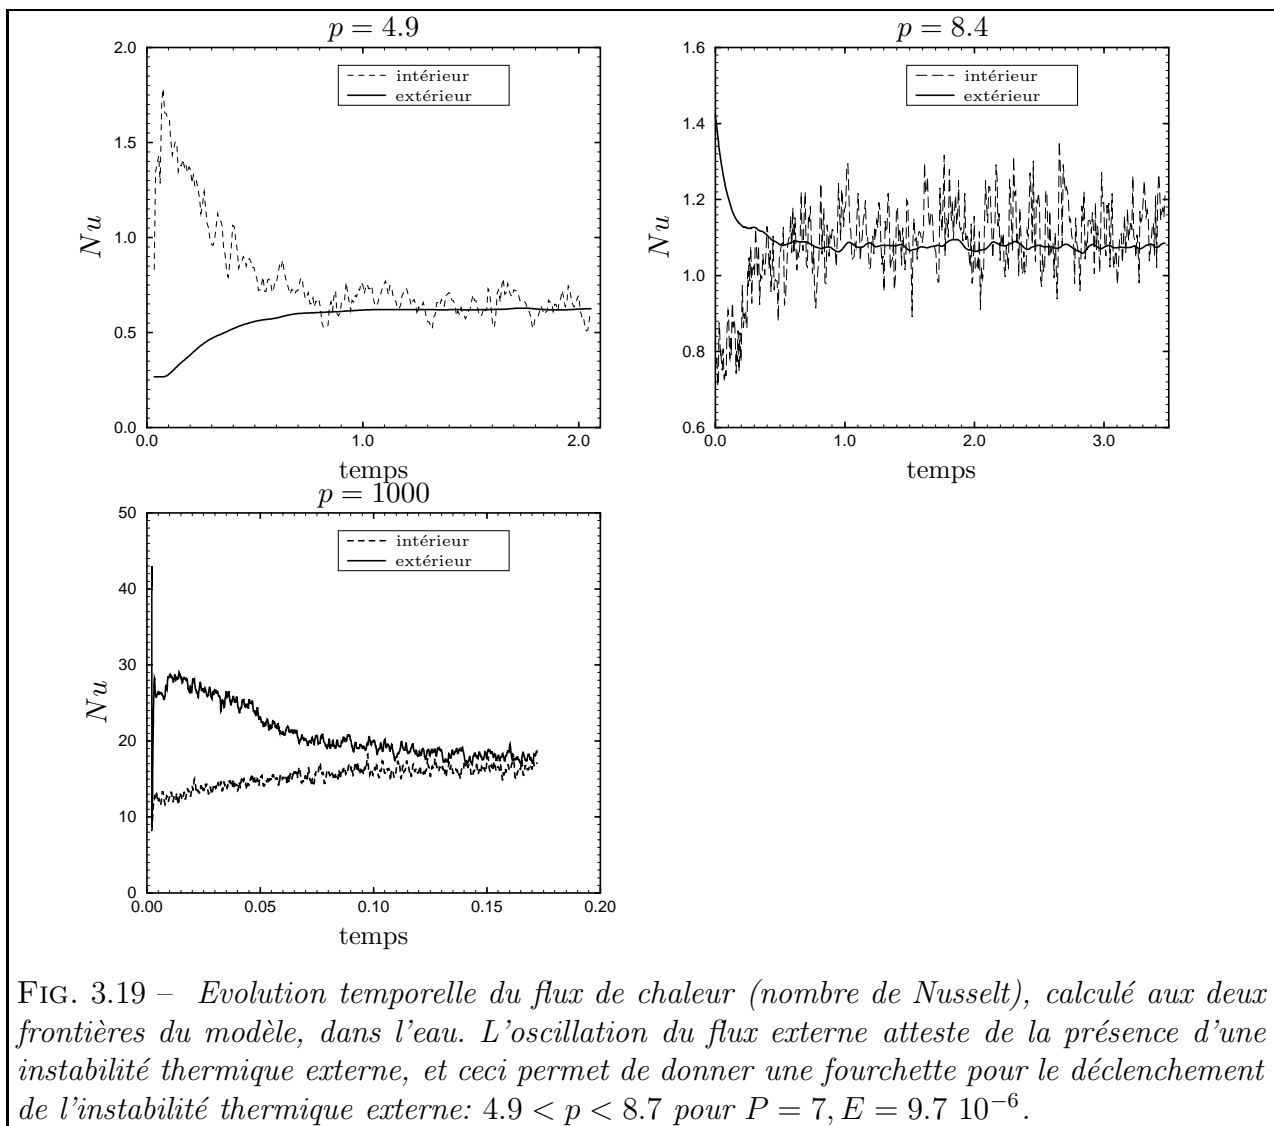 p = 4.9
2.0
1.5
1.0
0.5
0.0
Nu
intérieur
extérieur
0.0 1.0 2.0
temps
p = 8.4
1.6
1.4
1.2
1.0
0.8
0.6
Nu
intérieur
extérieur
0.0 1.0 2.0 3.0
temps
p = 1000
50
40
30
20
10
0
Nu
intérieur
extérieur
0.00 0.05 0.10 0.15 0.20
temps
FIG. 3.19 – Evolution temporelle du flux de chaleur (nombre de Nusselt), calculé aux deux
frontières du modèle, dans l'eau. L'oscillation du flux externe atteste de la présence d'une
instabilité thermique externe, et ceci permet de donner une fourchette pour le déclenchement
de l'instabilité thermique externe: 4.9 < p < 8.7 pour P = 7, E = 9.7 10⁻⁶.